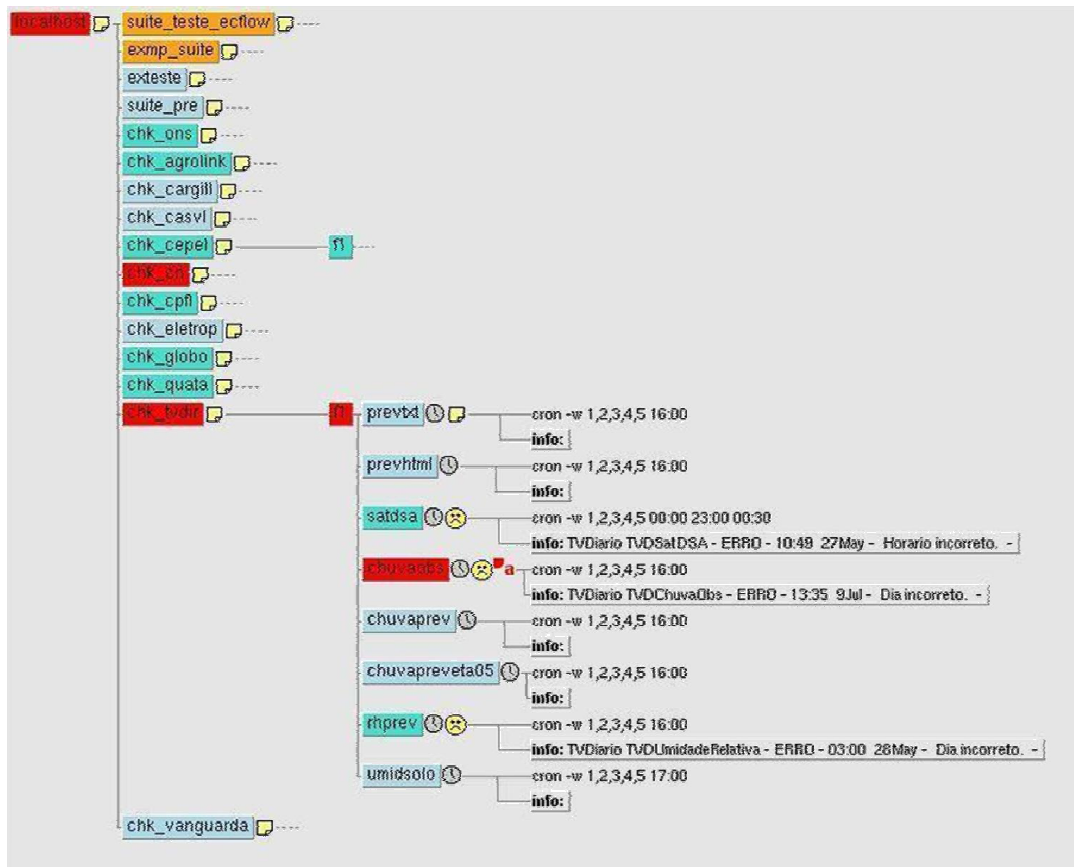 localhost
suite_teste_ecflow
exmp_suite
exteste
suite_pre
chk_ons
chk_agrolink
chk_cargill
chk_casvl
chk_cepel f1
chk_cpfl
chk_eletrop
chk_globo
chk_quata
chk_tvdir f1 prevtxt cron -w 1,2,3,4,5 16:00
info:
prevhtml cron -w 1,2,3,4,5 16:00
info:
satdsa cron -w 1,2,3,4,5 00:00 23:00 00:30
info: TVDiario TVDSatDSA - ERRO - 10:49 27May - Horario incorreto. -
chuvaobs a cron -w 1,2,3,4,5 16:00
info: TVDiario TVDChuvaObs - ERRO - 13:35 9Jul - Dia incorreto. -
chuvaprev cron -w 1,2,3,4,5 16:00
info:
chuvapreveta05 cron -w 1,2,3,4,5 16:00
info:
rhprev cron -w 1,2,3,4,5 16:00
info: TVDiario TVDUmidadeRelativa - ERRO - 03:00 28May - Dia incorreto. -
umidsolo cron -w 1,2,3,4,5 17:00
info:
chk_vanguarda